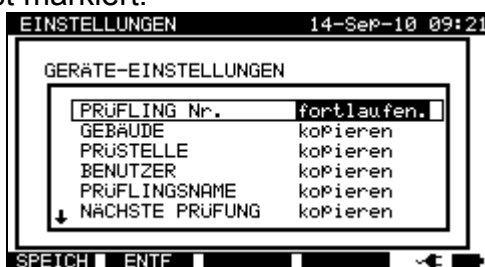 st markiert.
EINSTELLUNGEN 14-Sep-10 09:21
GERÄTE-EINSTELLUNGEN
PRÜFLING Nr. fortlaufen.
GEBÄUDE kopieren
PRÜSTELLE kopieren
BENUTZER kopieren
PRÜFLINGSNAME kopieren
NÄCHSTE PRÜFUNG kopieren
SPEICH ENTF